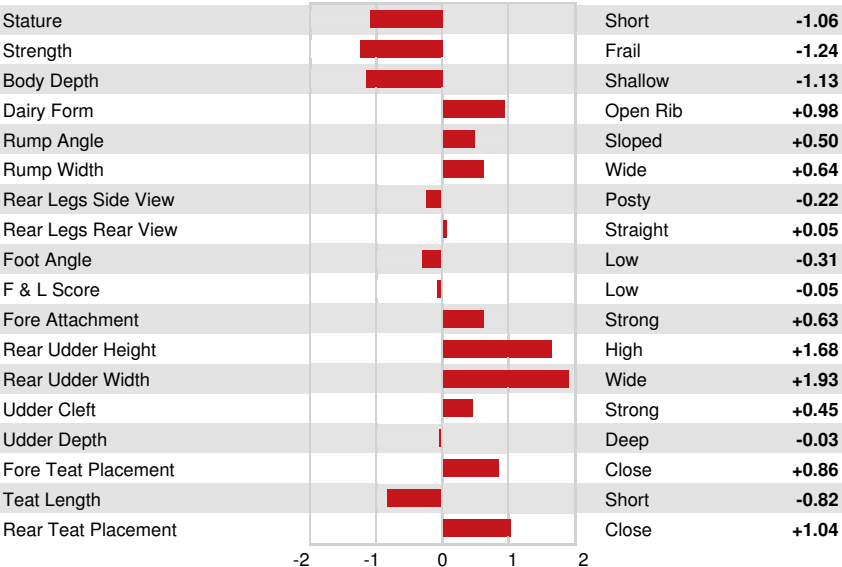 Stature Short -1.06
Strength Frail -1.24
Body Depth Shallow -1.13
Dairy Form Open Rib +0.98
Rump Angle Sloped +0.50
Rump Width Wide +0.64
Rear Legs Side View Posty -0.22
Rear Legs Rear View Straight +0.05
Foot Angle Low -0.31
F & L Score Low -0.05
Fore Attachment Strong +0.63
Rear Udder Height High +1.68
Rear Udder Width Wide +1.93
Udder Cleft Strong +0.45
Udder Depth Deep -0.03
Fore Teat Placement Close +0.86
Teat Length Short -0.82
Rear Teat Placement Close +1.04
-2 -1 0 1 2